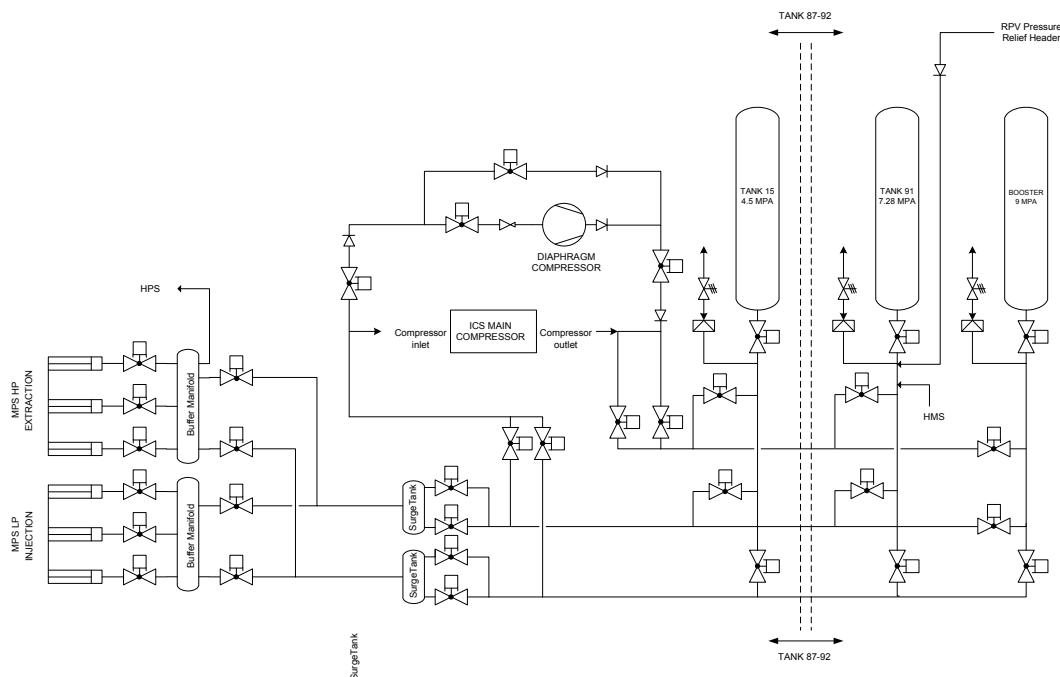 TANK 87-92
RPV Pressure
Relief Header
TANK 15
4.5 MPA
TANK 91
7.28 MPA
BOOSTER
9 MPA
DIAPHRAGM
COMPRESSOR
HPS
Compressor
inlet
ICS MAIN
COMPRESSOR
Compressor
outlet
MPS HP
EXTRACTION
Buffer Manifold
HMS
MPS LP
INJECTION
Buffer Manifold
SurgeTank
SurgeTank
SurgeTank
TANK 87-92